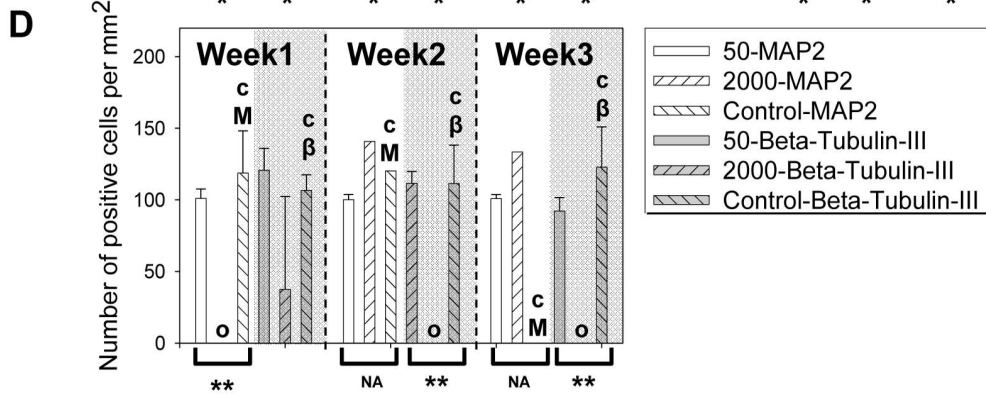 * * * * * * * * *
D
Number of positive cells per mm2
200
150
100
50
0
Week1
Week2
Week3
c
M
c
β
c
M
c
β
c
M
c
β
o
o
o
**
NA
**
NA
**
50-MAP2
2000-MAP2
Control-MAP2
50-Beta-Tubulin-III
2000-Beta-Tubulin-III
Control-Beta-Tubulin-III